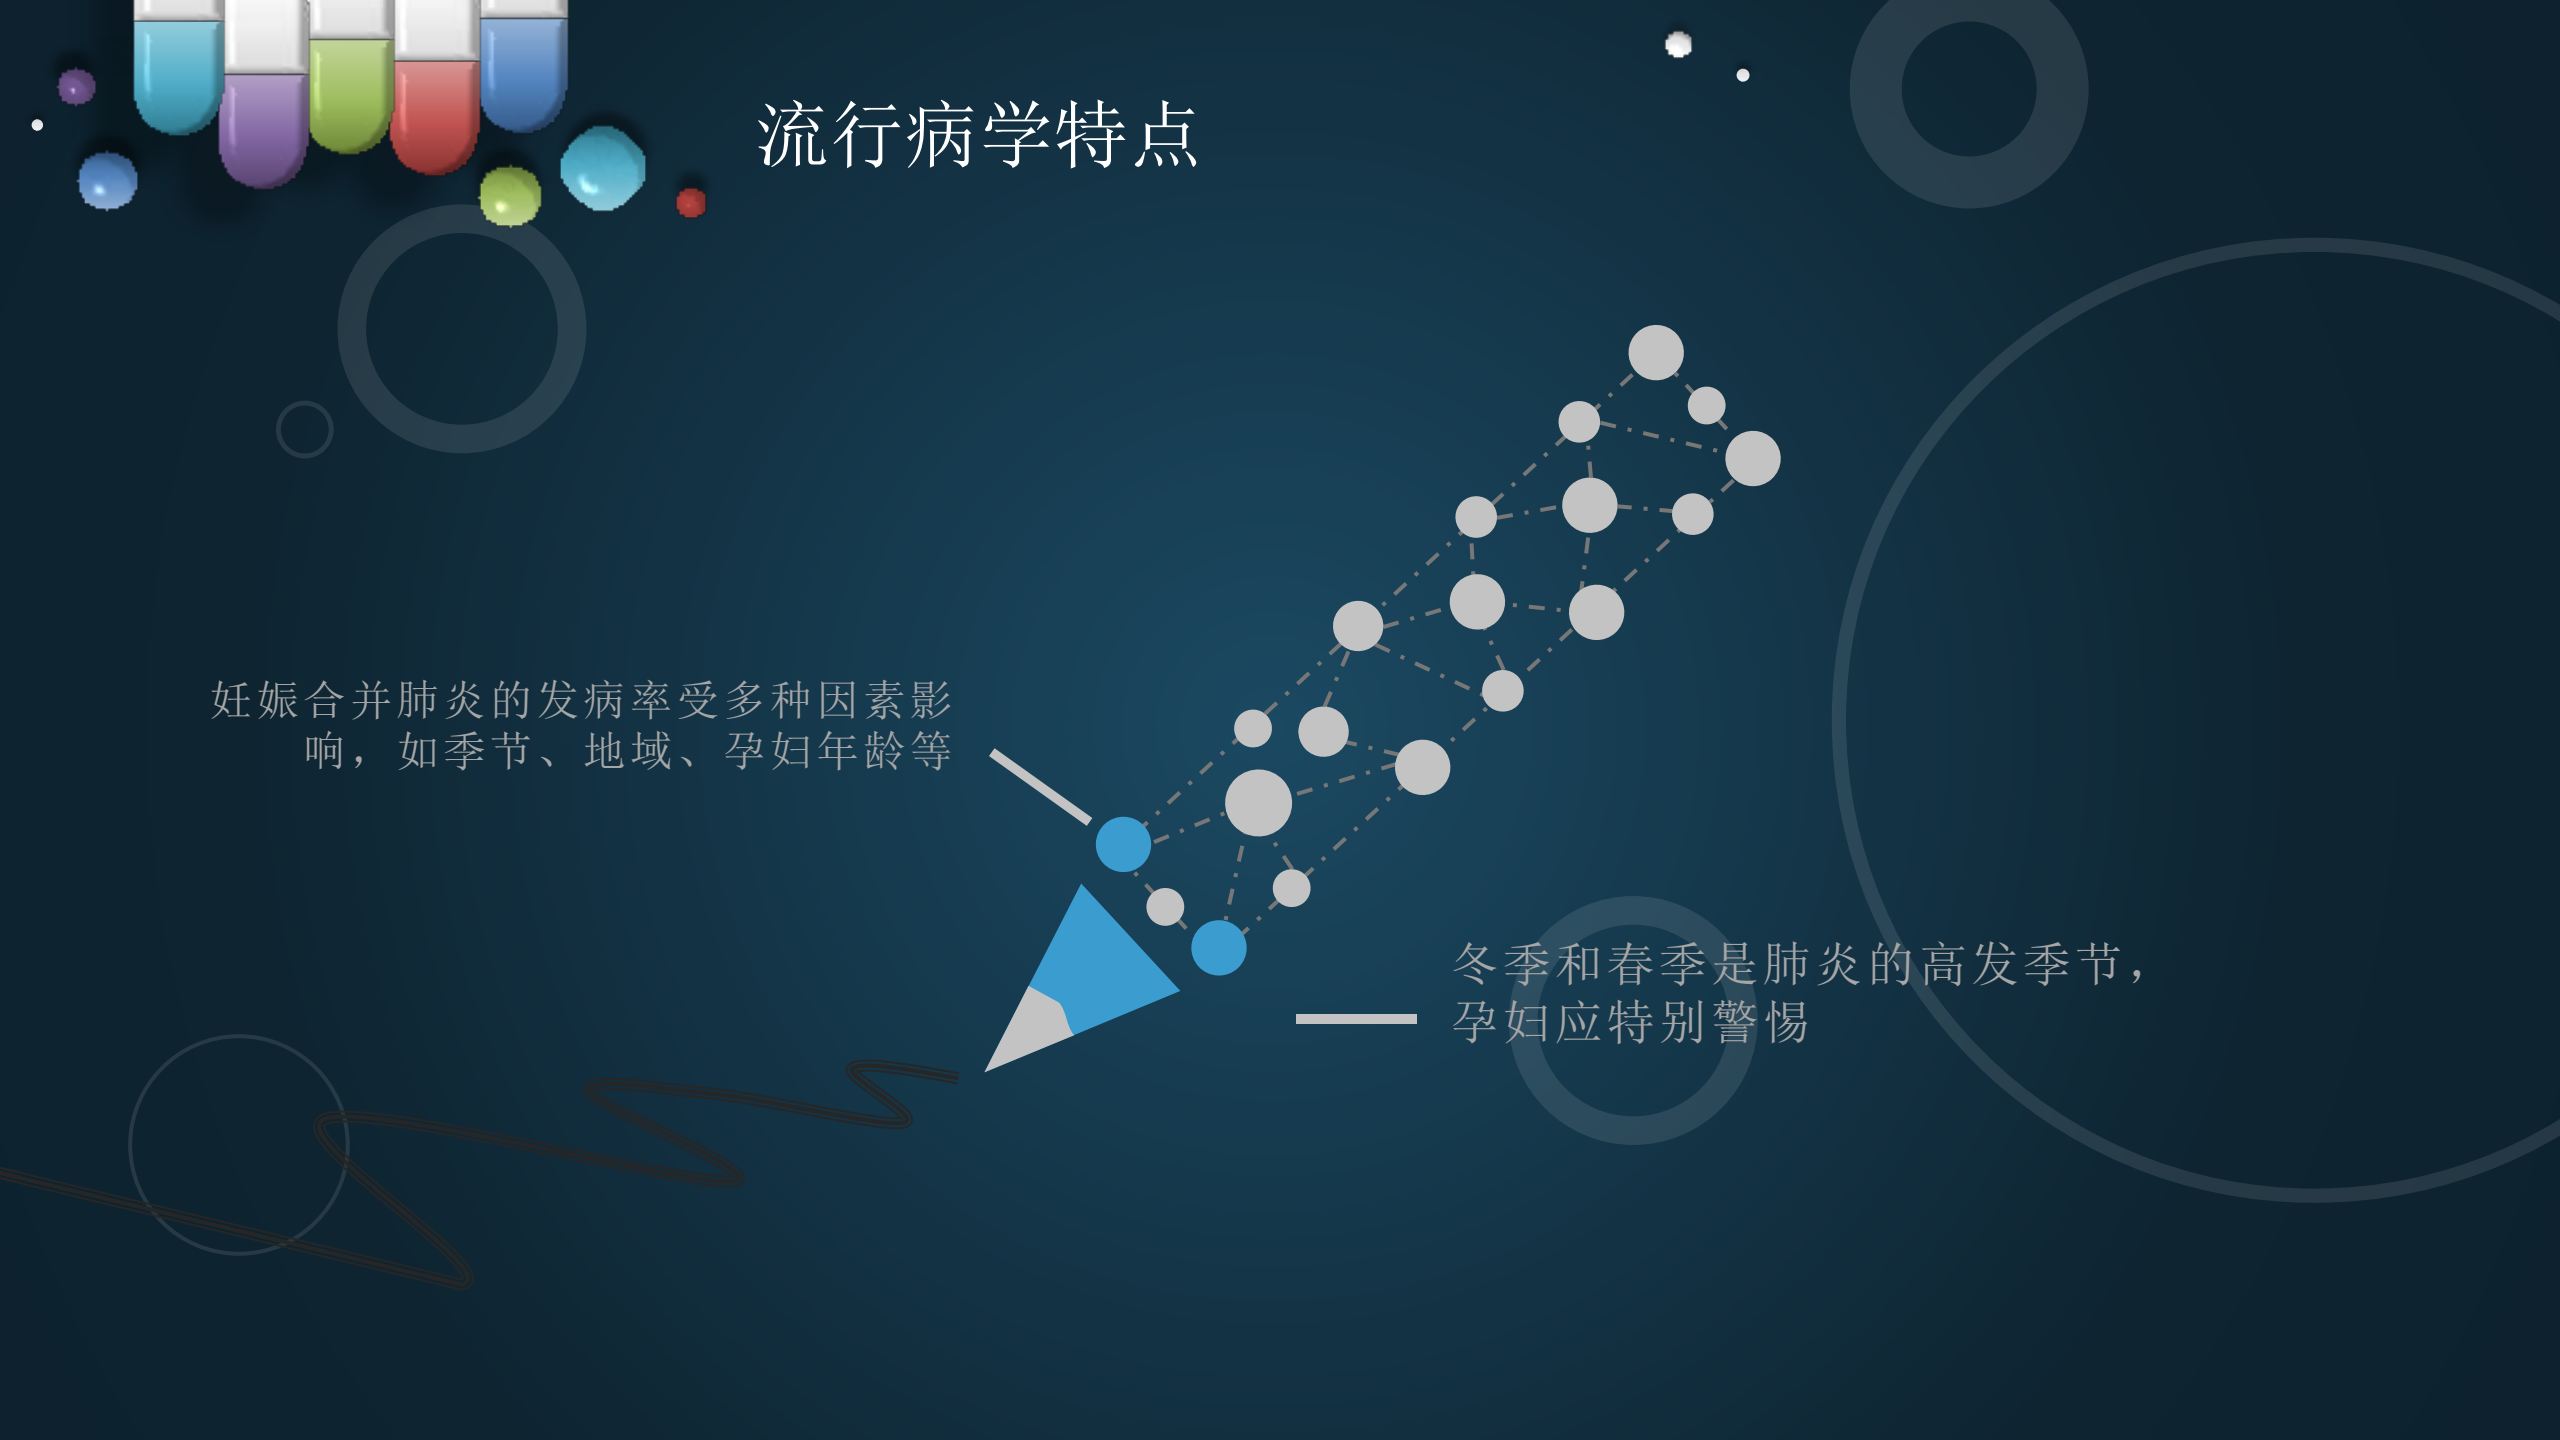 流行病学特点
妊娠合并肺炎的发病率受多种因素影
响，如季节、地域、孕妇年龄等
冬季和春季是肺炎的高发季节，
孕妇应特别警惕